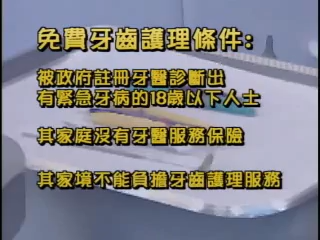 免費牙齒護理條件:
被政府註冊牙醫診斷出
有緊急牙病的18歲以下人士
其家庭没有牙醫服務保險
其家境不能負擔牙齒護理服務